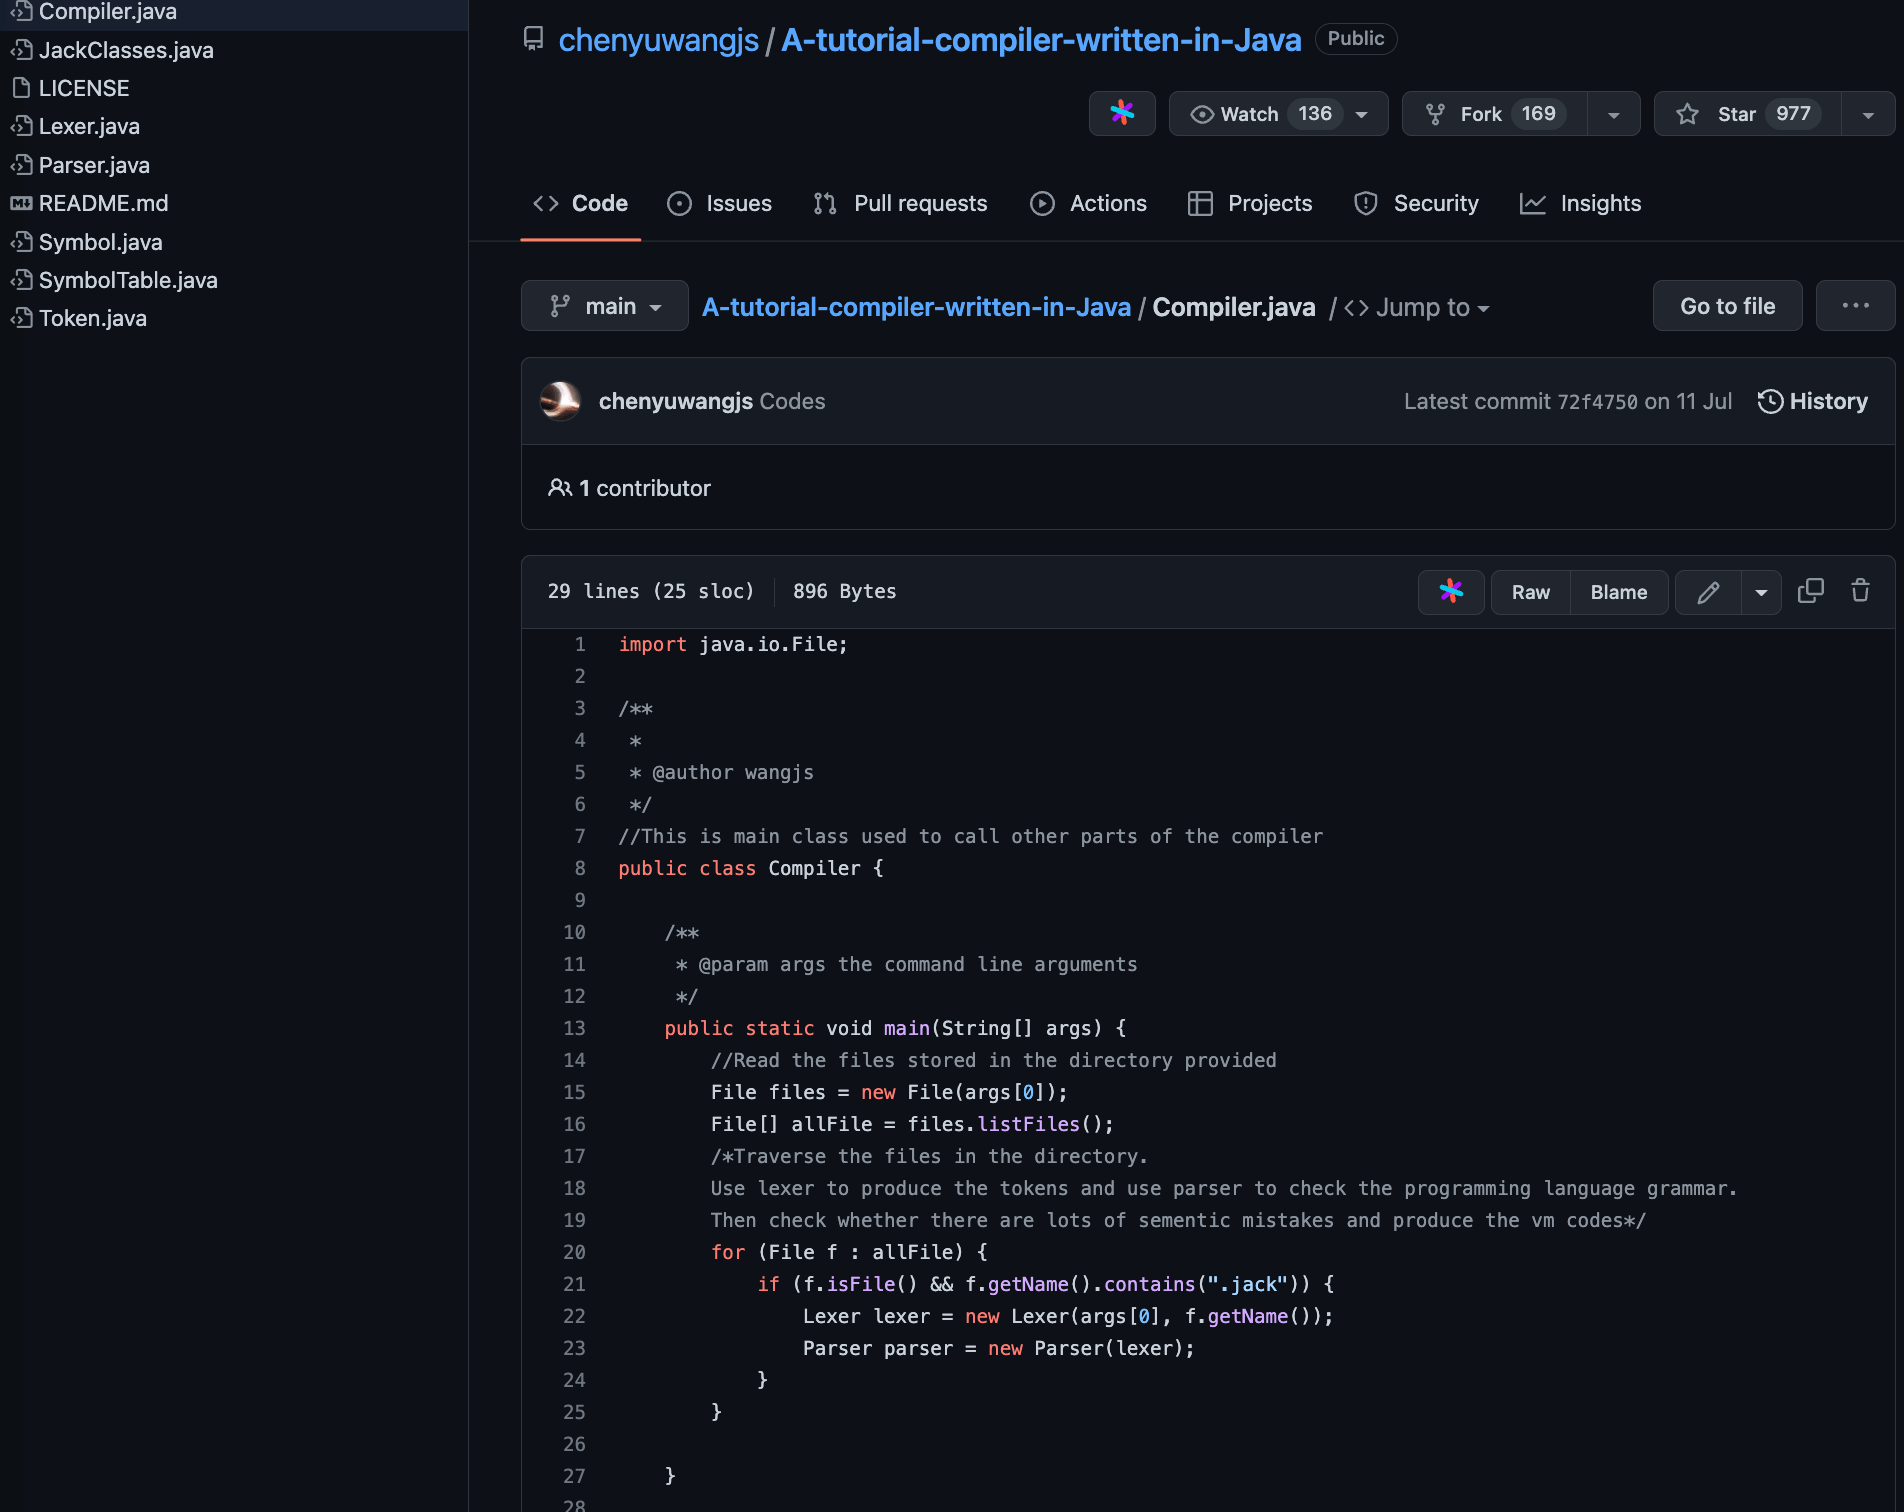 Compiler.java
JackClasses.java
LICENSE
Lexer.java
Parser.java
README.md
Symbol.java
SymbolTable.java
Token.java
chenyuwangjs / A-tutorial-compiler-written-in-Java Public
Watch 136 Fork 169 Star 977
Code Issues Pull requests Actions Projects Security Insights
main A-tutorial-compiler-written-in-Java / Compiler.java / <> Jump to Go to file ...
chenyuwangjs Codes Latest commit 72f4750 on 11 Jul History
1 contributor
29 lines (25 sloc) 896 Bytes Raw Blame
1 import java.io.File;
2
3 /**
4 *
5 * @author wangjs
6 */
7 //This is main class used to call other parts of the compiler
8 public class Compiler {
9
10 /**
11 * @param args the command line arguments
12 */
13 public static void main(String[] args) {
14 //Read the files stored in the directory provided
15 File files = new File(args[0]);
16 File[] allFile = files.listFiles();
17 /*Traverse the files in the directory.
18 Use lexer to produce the tokens and use parser to check the programming language grammar.
19 Then check whether there are lots of sementic mistakes and produce the vm codes*/
20 for (File f : allFile) {
21 if (f.isFile() && f.getName().contains(".jack")) {
22 Lexer lexer = new Lexer(args[0], f.getName());
23 Parser parser = new Parser(lexer);
24 }
25 }
26
27 }
28